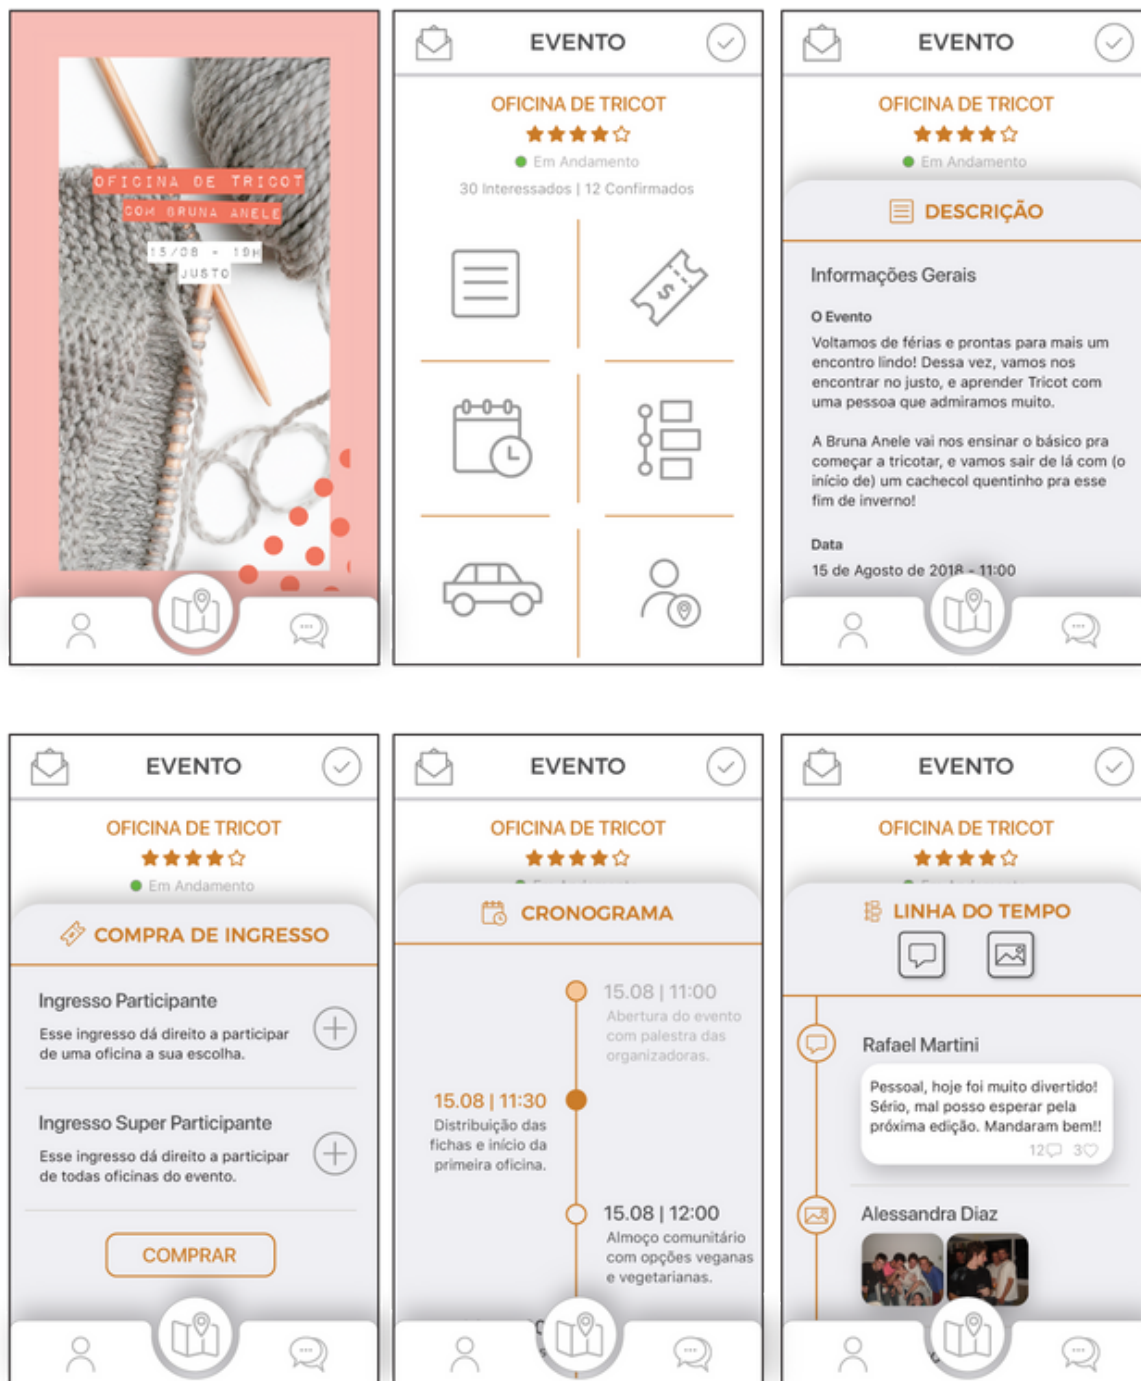 OFICINA DE TRICOT
COM BRUNA ANELE
15/08 - 19H
JUSTO
EVENTO
OFICINA DE TRICOT
Em Andamento
30 Interessados | 12 Confirmados
$
EVENTO
OFICINA DE TRICOT
Em Andamento
DESCRIÇÃO
Informações Gerais
O Evento
Voltamos de férias e prontas para mais um
encontro lindo! Dessa vez, vamos nos
encontrar no justo, e aprender Tricot com
uma pessoa que admiramos muito.
A Bruna Anele vai nos ensinar o básico pra
começar a tricotar, e vamos sair de lá com (o
início de) um cachecol quentinho pra esse
fim de inverno!
Data
15 de Agosto de 2018 - 11:00
EVENTO
OFICINA DE TRICOT
Em Andamento
COMPRA DE INGRESSO
Ingresso Participante
Esse ingresso dá direito a participar
de uma oficina a sua escolha.
Ingresso Super Participante
Esse ingresso dá direito a participar
de todas oficinas do evento.
COMPRAR
EVENTO
OFICINA DE TRICOT
CRONOGRAMA
15.08 | 11:00
Abertura do evento
com palestra das
organizadoras.
15.08 | 11:30
Distribuição das
fichas e início da
primeira oficina.
15.08 | 12:00
Almoço comunitário
com opções veganas
e vegetarianas.
EVENTO
OFICINA DE TRICOT
LINHA DO TEMPO
Rafael Martini
Pessoal, hoje foi muito divertido!
Sério, mal posso esperar pela
próxima edição. Mandaram bem!!
12 3
Alessandra Diaz